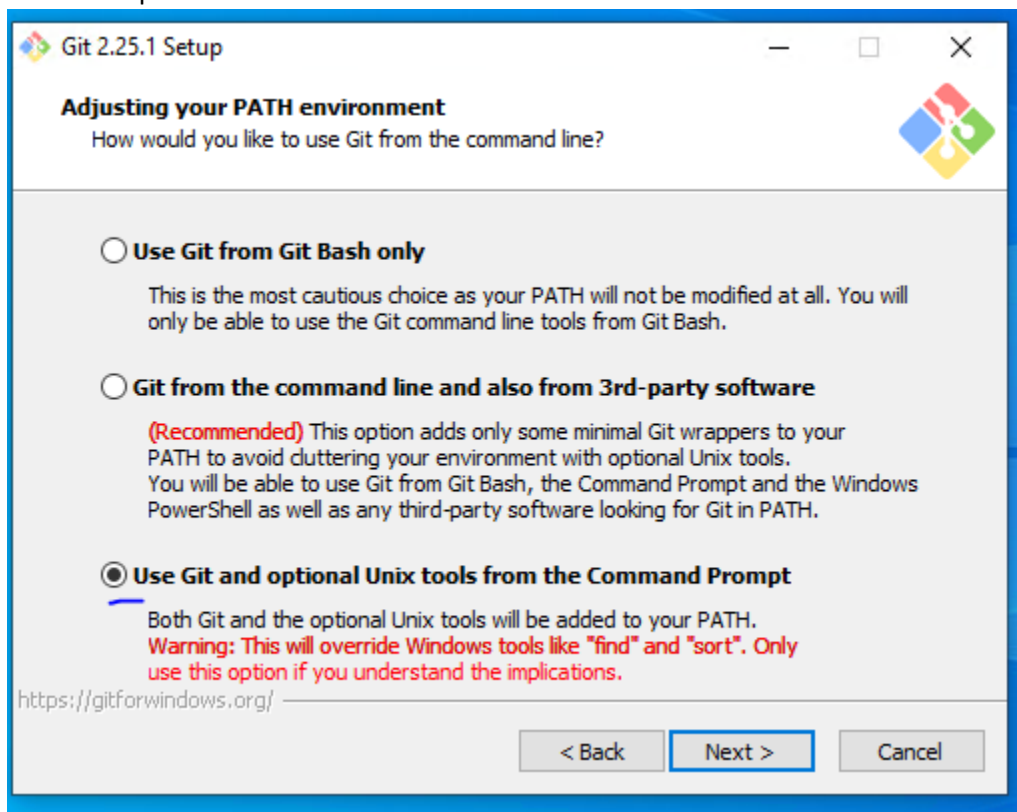 Git 2.25.1 Setup
Adjusting your PATH environment
How would you like to use Git from the command line?
Use Git from Git Bash only
This is the most cautious choice as your PATH will not be modified at all. You will
only be able to use the Git command line tools from Git Bash.
Git from the command line and also from 3rd-party software
(Recommended) This option adds only some minimal Git wrappers to your
PATH to avoid cluttering your environment with optional Unix tools.
You will be able to use Git from Git Bash, the Command Prompt and the Windows
PowerShell as well as any third-party software looking for Git in PATH.
Use Git and optional Unix tools from the Command Prompt
Both Git and the optional Unix tools will be added to your PATH.
Warning: This will override Windows tools like "find" and "sort". Only
use this option if you understand the implications.
https://gitforwindows.org/
< Back Next > Cancel